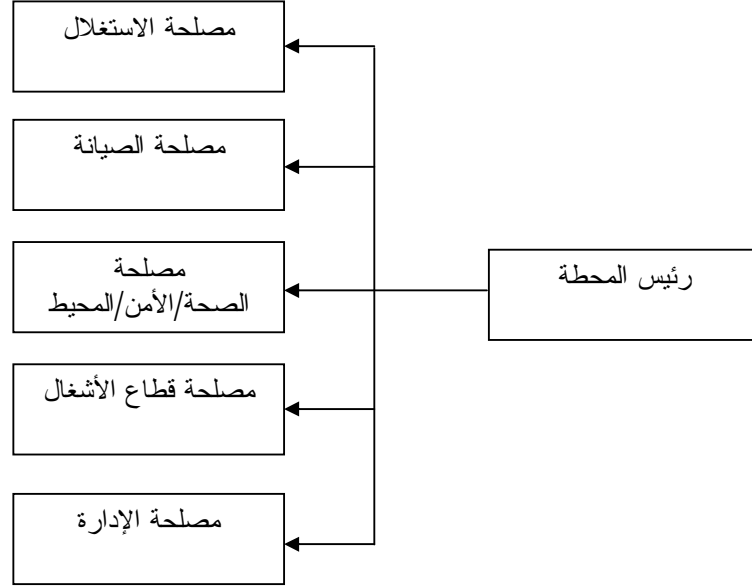 رئيس المحطة
مصلحة الاستغلال
مصلحة الصيانة
مصلحة
الصحة/الأمن/المحيط
مصلحة قطاع الأشغال
مصلحة الإدارة